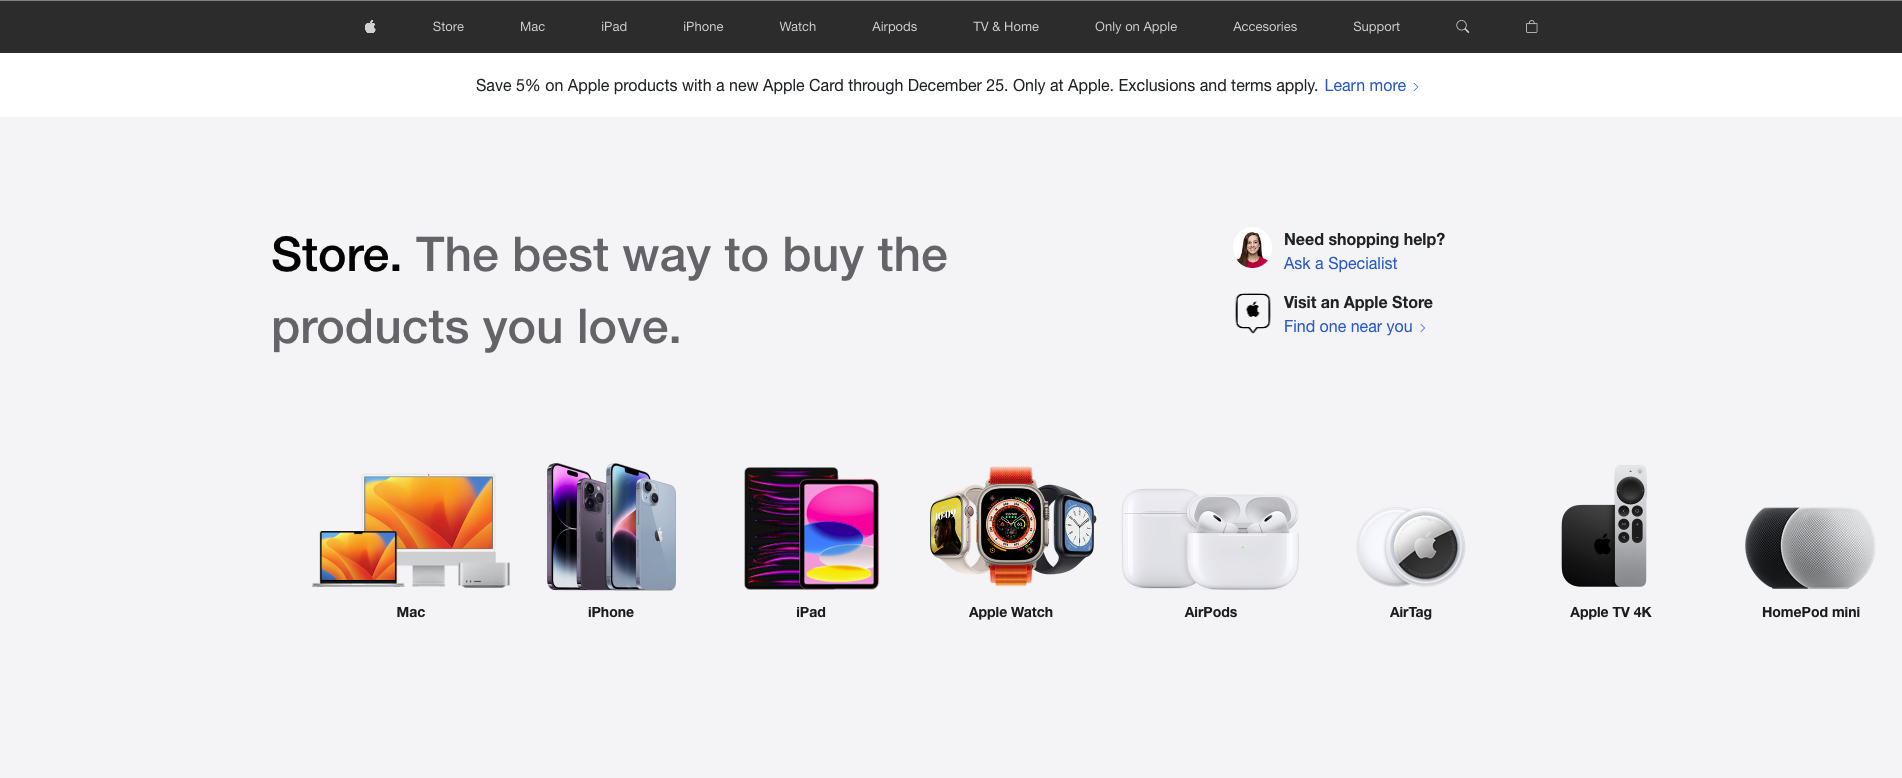 Store Mac iPad iPhone Watch Airpods TV & Home Only on Apple Accesories Support
Save 5% on Apple products with a new Apple Card through December 25. Only at Apple. Exclusions and terms apply. Learn more >
Store. The best way to buy the
products you love.
Need shopping help?
Ask a Specialist
Visit an Apple Store
Find one near you >
Mac iPhone iPad Apple Watch AirPods AirTag Apple TV 4K HomePod mini